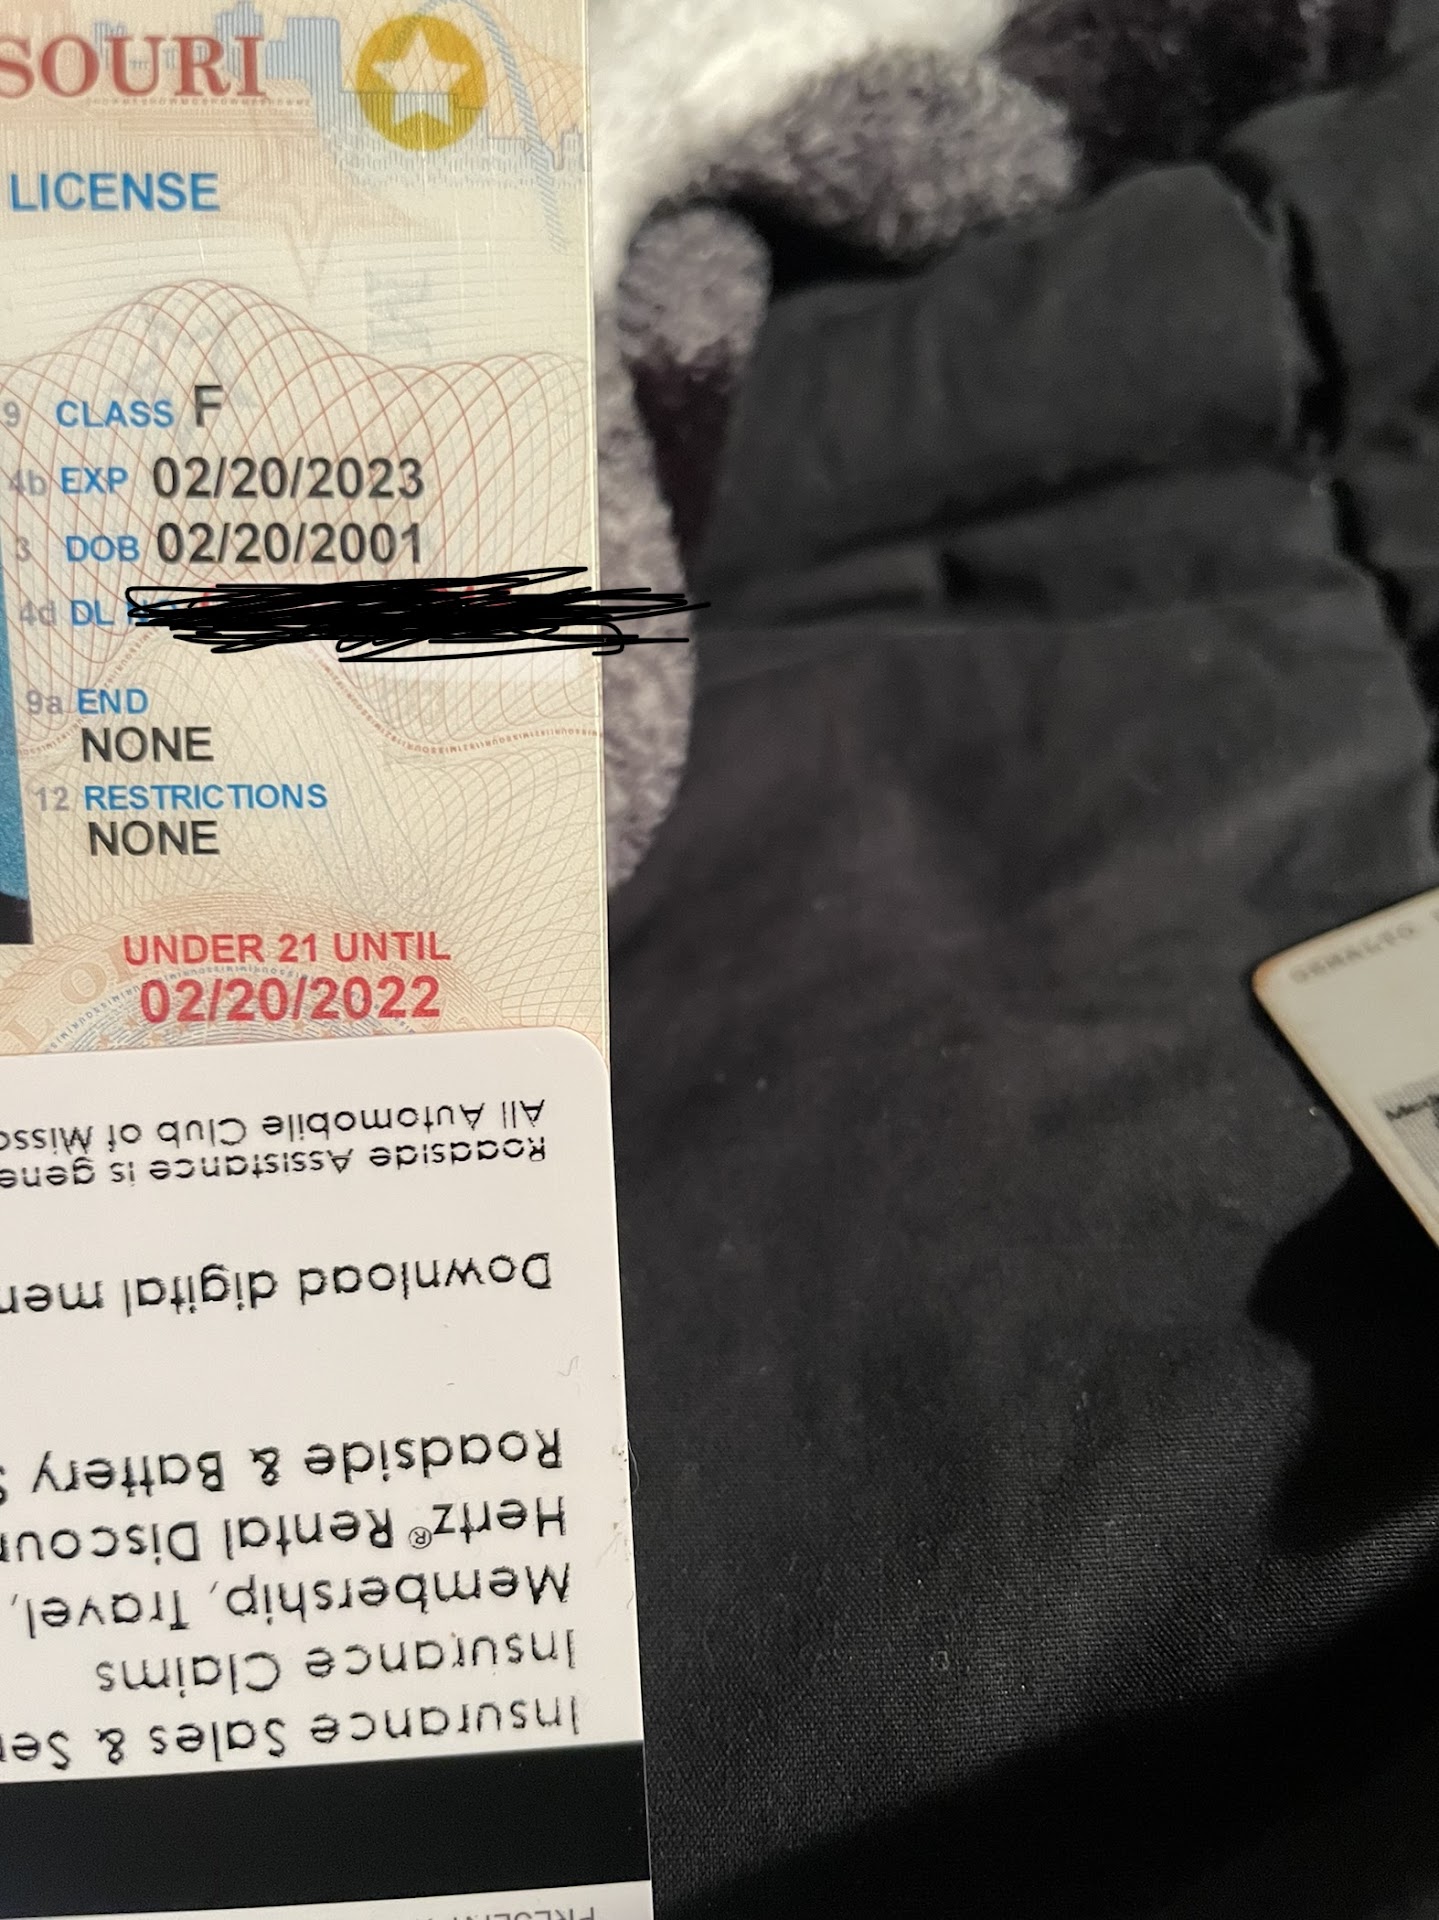 SOURI
LICENSE
9 CLASS F
4b EXP 02/20/2023
3 DOB 02/20/2001
4d DL
9a END
NONE
12 RESTRICTIONS
NONE
UNDER 21 UNTIL
02/20/2022
Insurance Sales & Ser
Insurance Claims
Membership, Travel,
Hertz® Rental Discoun
Roadside & Battery S
Download digital mem
Roadside Assistance is gene
All Automobile Club of Misso